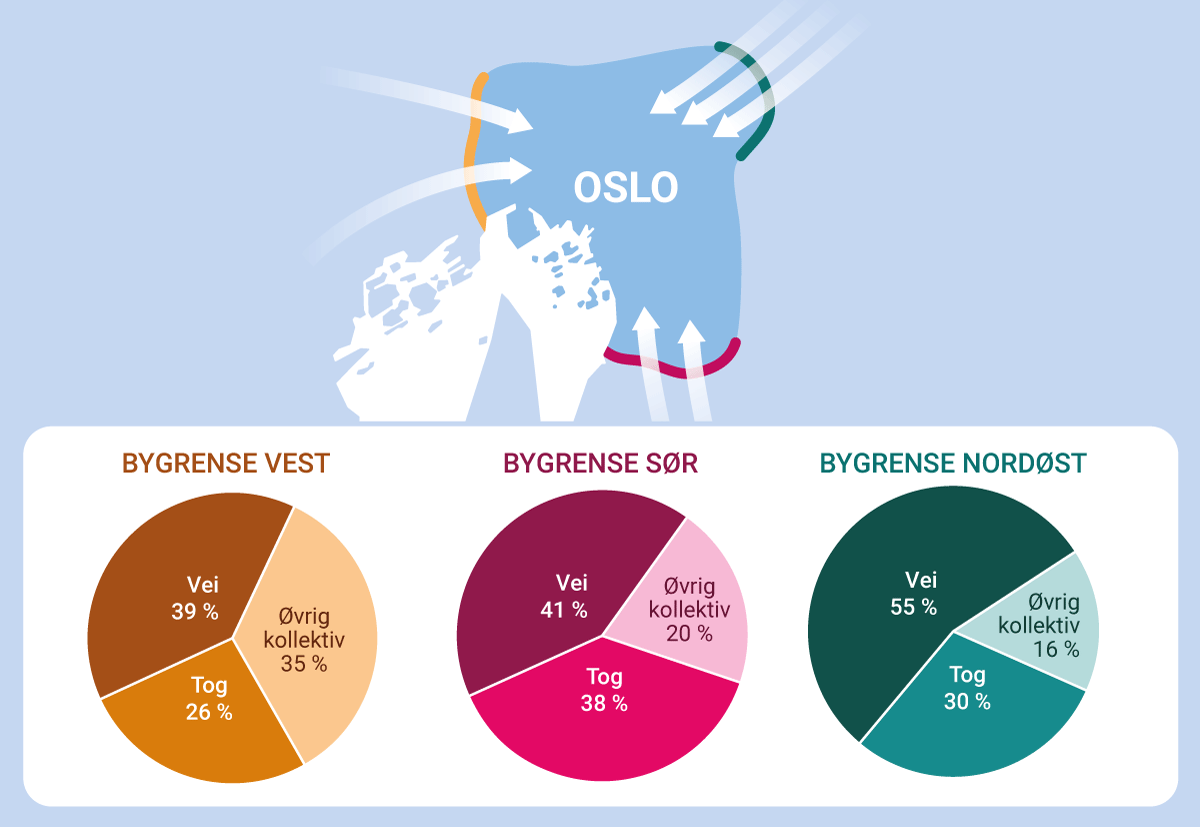 OSLO
BYGRENSE VEST
Vei
39 %
Øvrig
kollektiv
35 %
Tog
26 %
BYGRENSE SØR
Vei
41 %
Øvrig
kollektiv
20 %
Tog
38 %
BYGRENSE NORDØST
Vei
55 %
Øvrig
kollektiv
16 %
Tog
30 %